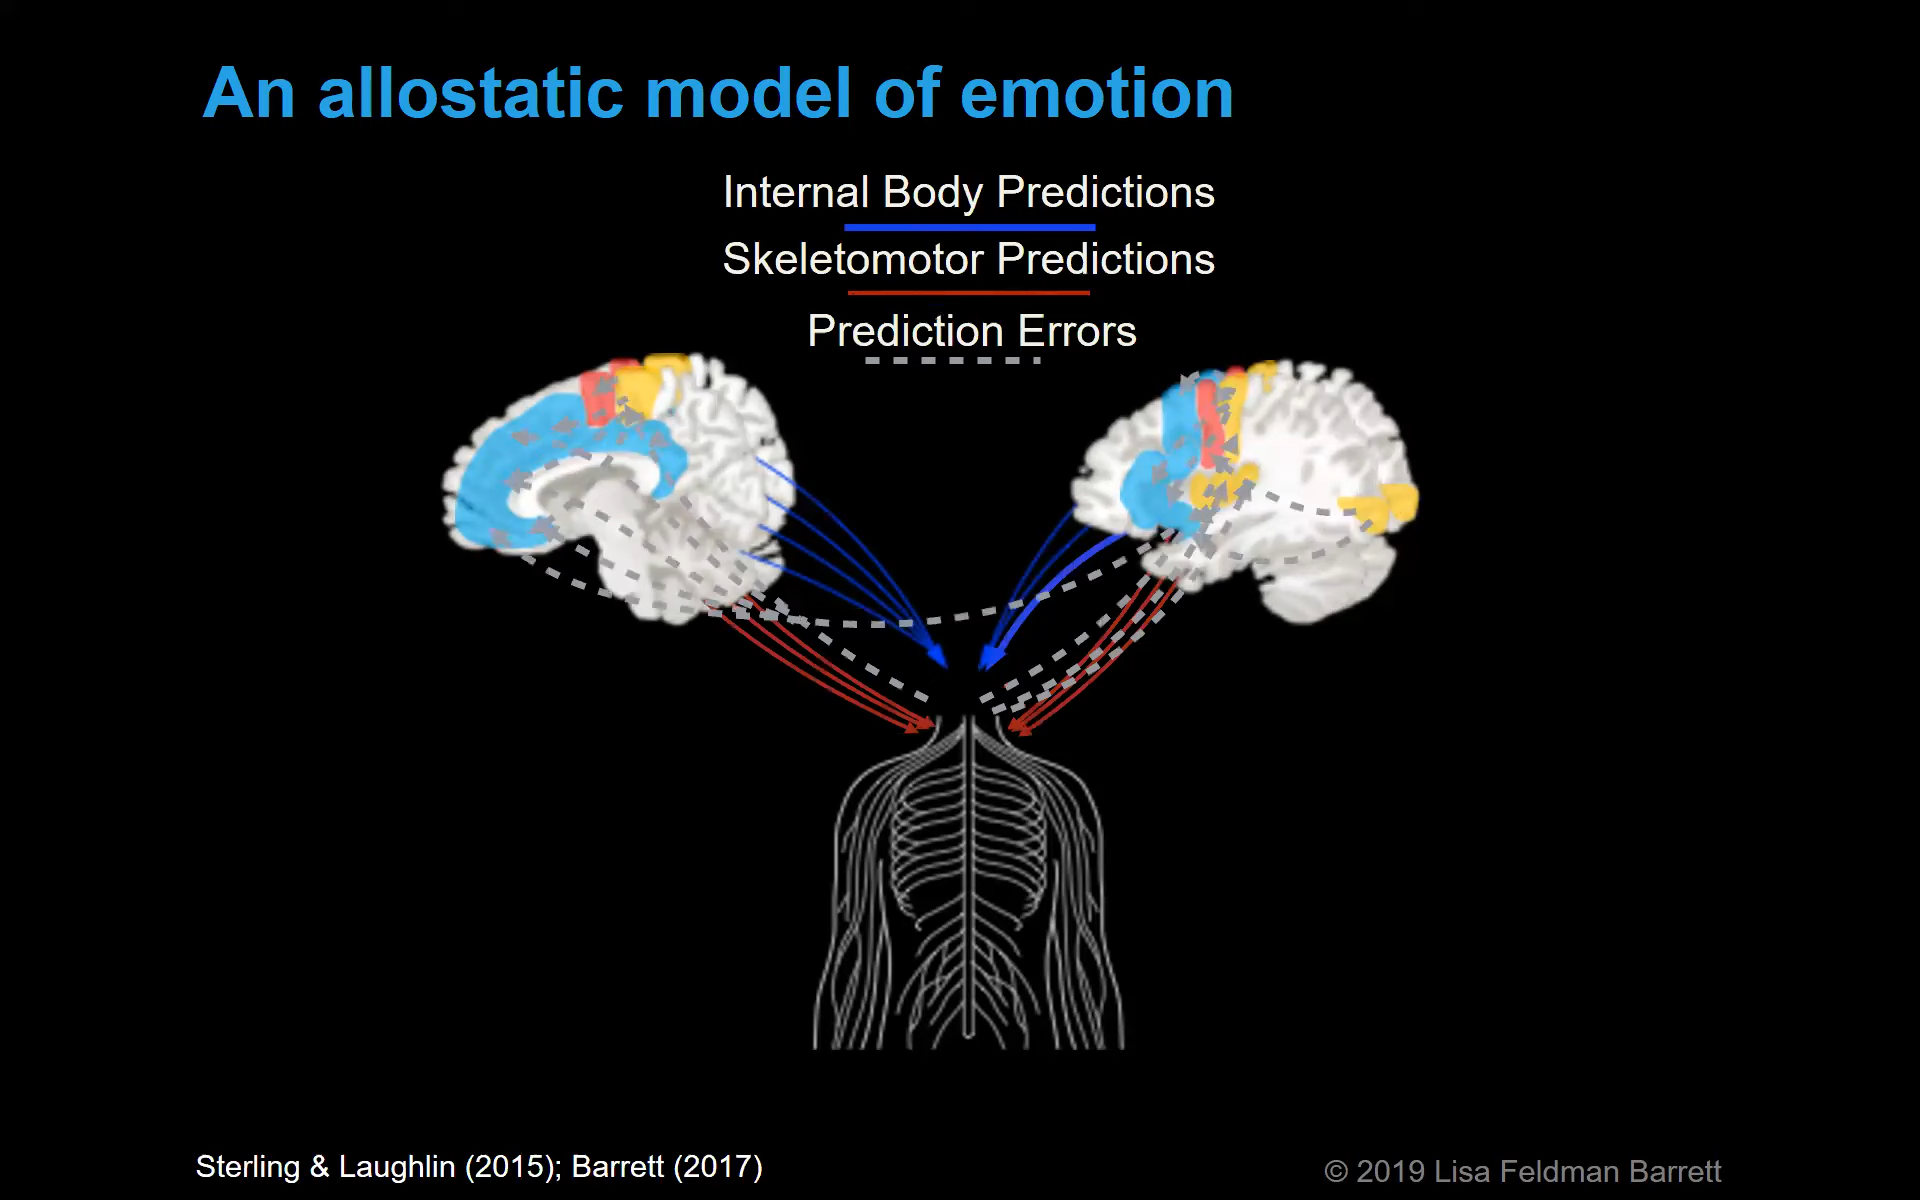 An allostatic model of emotion
Internal Body Predictions
Skeletomotor Predictions
Prediction Errors
Sterling & Laughlin (2015); Barrett (2017)
© 2019 Lisa Feldman Barrett